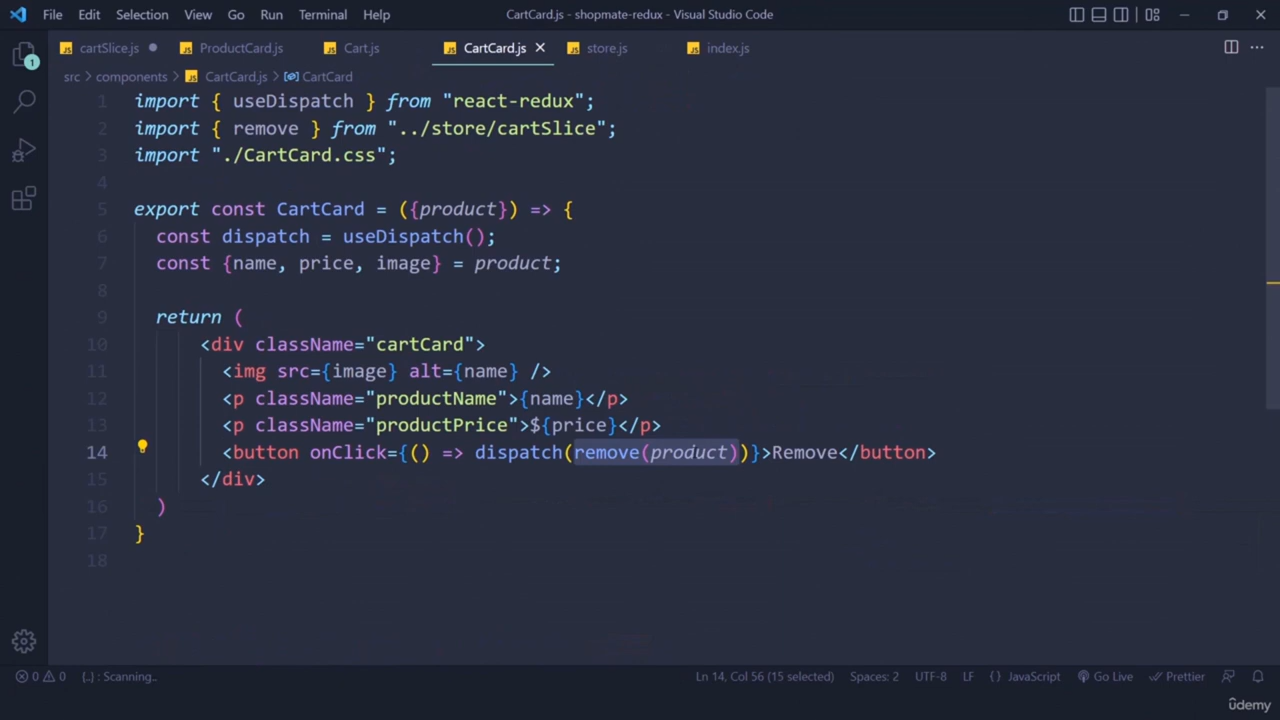 File Edit Selection View Go Run Terminal Help CartCard.js - shopmate-redux - Visual Studio Code
cartSlice.js ProductCard.js Cart.js CartCard.js store.js index.js
1
src > components > CartCard.js > CartCard
1 import { useDispatch } from "react-redux";
2 import { remove } from "../store/cartSlice";
3 import "./CartCard.css";
4
5 export const CartCard = ({product}) => {
6 const dispatch = useDispatch();
7 const {name, price, image} = product;
8
9 return (
10 <div className="cartCard">
11 <img src={image} alt={name} />
12 <p className="productName">{name}</p>
13 <p className="productPrice">${price}</p>
14 <button onClick={() => dispatch(remove(product))}>Remove</button>
15 </div>
16 )
17 }
18
0 0 {..} : Scanning.. Ln 14, Col 56 (15 selected) Spaces: 2 UTF-8 LF {} JavaScript Go Live Prettier
ûdemy